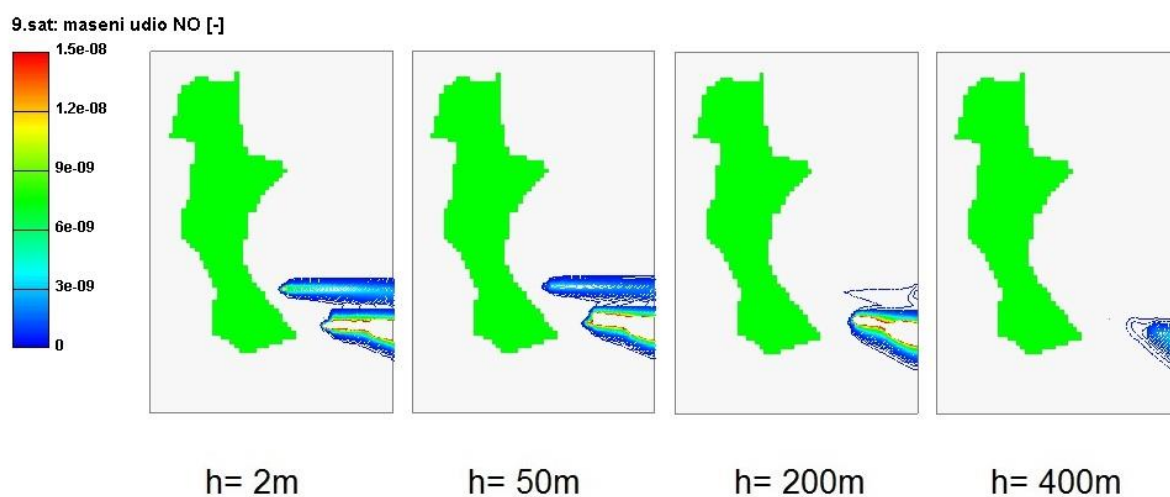 9.sat: maseni udio NO [-]
1.5e-08
1.2e-08
9e-09
6e-09
3e-09
0
h= 2m
h= 50m
h= 200m
h= 400m